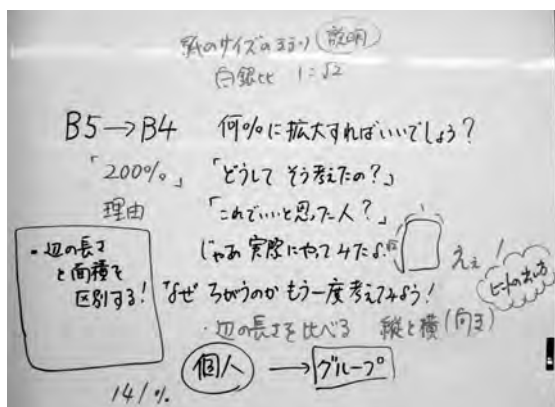 紙のサイズの 説明
白銀比 1:√2
B5→B4 何%に拡大すればいいでしょう?
「200%」 「どうして そう考えたの?」
理由 「これでいいと思った人?」
じゃあ 実際にやってみたよ
ええ!
・辺の長さ
と面積を
区別する!
なぜ ちがうのか もう一度考えてみよう!
ヒントの出し方
・辺の長さを比べる 縦と横(向き)
個人 → グループ
141%